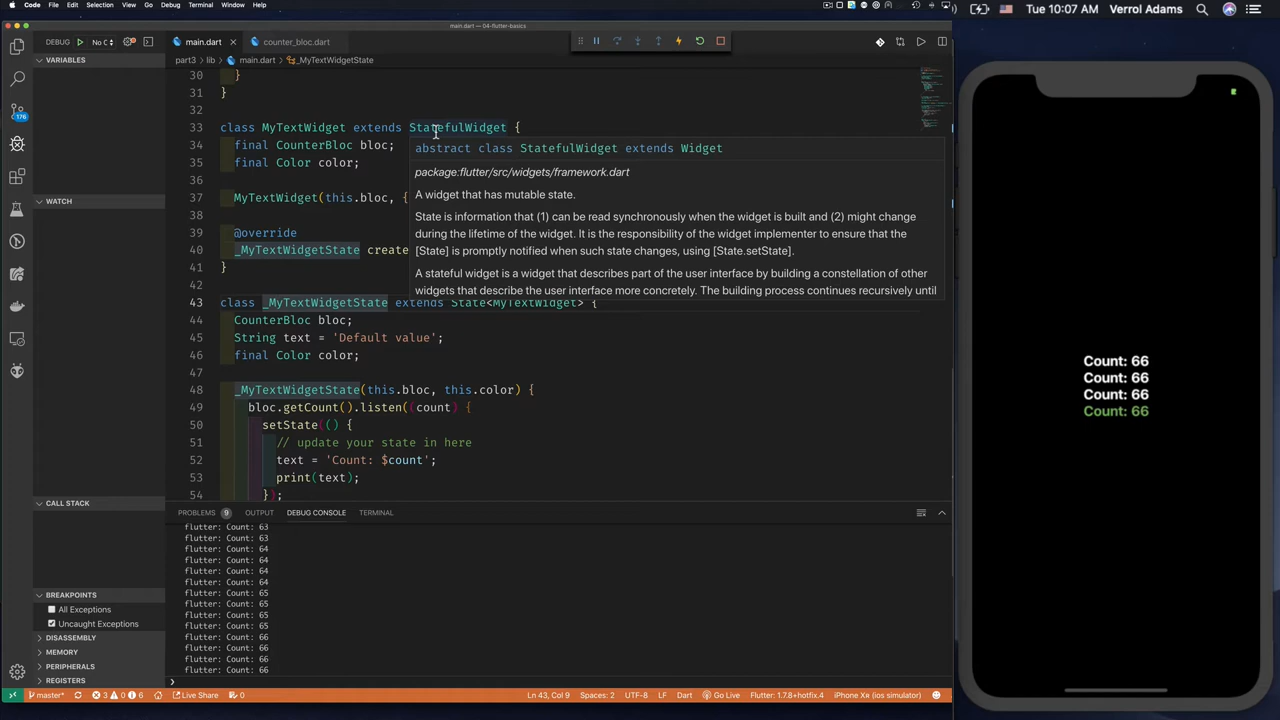 Code File Edit Selection View Go Debug Terminal Window Help
Tue 10:07 AM Verrol Adams
main.dart — 04-flutter-basics
DEBUG No C
main.dart
counter_bloc.dart
VARIABLES
part3 › lib › main.dart › _MyTextWidgetState
30 }
31 }
32
33 class MyTextWidget extends StatefulWidget {
34 final CounterBloc bloc;
35 final Color color;
36
37 MyTextWidget(this.bloc, {
38
39 @override
40 _MyTextWidgetState create
41 }
42
abstract class StatefulWidget extends Widget
package:flutter/src/widgets/framework.dart
A widget that has mutable state.
State is information that (1) can be read synchronously when the widget is built and (2) might change
during the lifetime of the widget. It is the responsibility of the widget implementer to ensure that the
[State] is promptly notified when such state changes, using [State.setState].
A stateful widget is a widget that describes part of the user interface by building a constellation of other
widgets that describe the user interface more concretely. The building process continues recursively until
43 class _MyTextWidgetState extends State<MyTextWidget> {
44 CounterBloc bloc;
45 String text = 'Default value';
46 final Color color;
47
48 _MyTextWidgetState(this.bloc, this.color) {
49 bloc.getCount().listen((count) {
50 setState(() {
51 // update your state in here
52 text = 'Count: $count';
53 print(text);
54 });
176
WATCH
CALL STACK
BREAKPOINTS
All Exceptions
Uncaught Exceptions
DISASSEMBLY
MEMORY
PERIPHERALS
REGISTERS
PROBLEMS 9 OUTPUT DEBUG CONSOLE TERMINAL
flutter: Count: 63
flutter: Count: 63
flutter: Count: 64
flutter: Count: 64
flutter: Count: 64
flutter: Count: 64
flutter: Count: 65
flutter: Count: 65
flutter: Count: 65
flutter: Count: 65
flutter: Count: 66
flutter: Count: 66
flutter: Count: 66
flutter: Count: 66
master* 3 0 6 Live Share 0
Ln 43, Col 9 Spaces: 2 UTF-8 LF Dart Go Live Flutter: 1.7.8+hotfix.4 iPhone Xʀ (ios simulator)
Count: 66
Count: 66
Count: 66
Count: 66